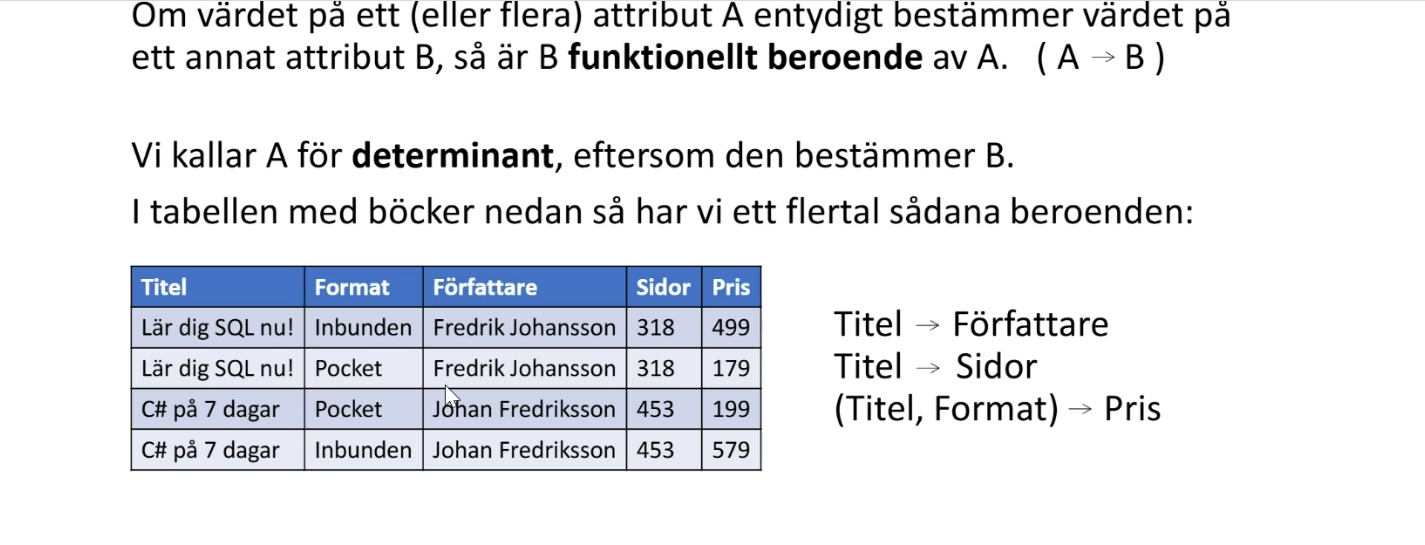 Om värdet på ett (eller flera) attribut A entydigt bestämmer värdet på
ett annat attribut B, så är B funktionellt beroende av A. ( A → B )
Vi kallar A för determinant, eftersom den bestämmer B.
I tabellen med böcker nedan så har vi ett flertal sådana beroenden:
Titel Format Författare Sidor Pris
Lär dig SQL nu! Inbunden Fredrik Johansson 318 499
Lär dig SQL nu! Pocket Fredrik Johansson 318 179
C# på 7 dagar Pocket Johan Fredriksson 453 199
C# på 7 dagar Inbunden Johan Fredriksson 453 579
Titel → Författare
Titel → Sidor
(Titel, Format) → Pris